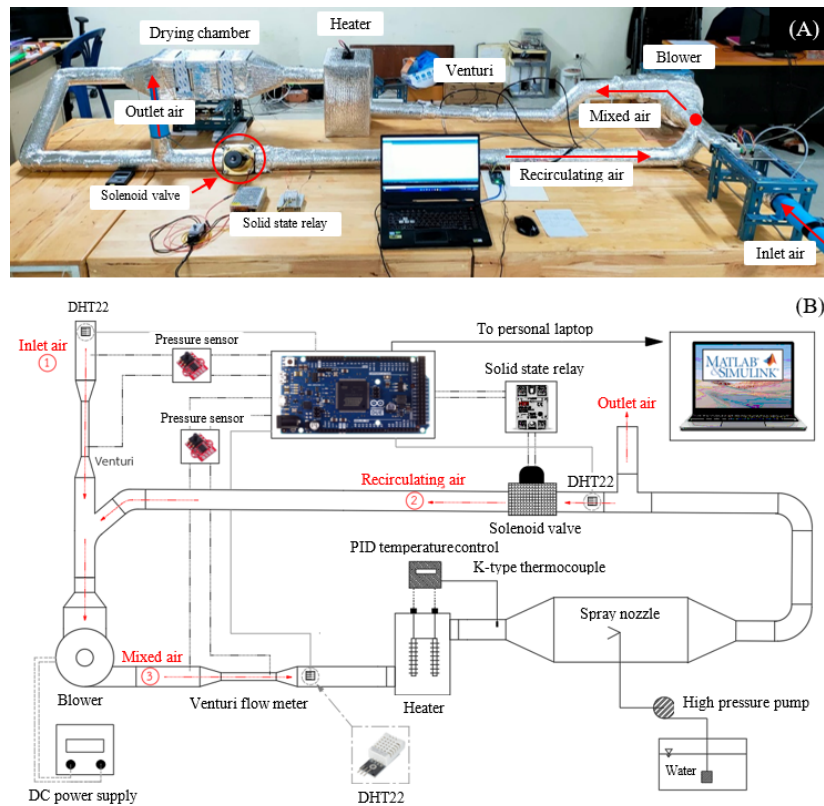 (A)
Drying chamber
Heater
Venturi
Blower
Outlet air
Mixed air
Solenoid valve
Recirculating air
Solid state relay
Inlet air
(B)
DHT22
Inlet air
1
Pressure sensor
To personal laptop
Solid state relay
MATLAB
&SIMULINK
Pressure sensor
Outlet air
Venturi
Recirculating air
2
DHT22
Solenoid valve
PID temperature control
K-type thermocouple
Spray nozzle
Mixed air
3
Blower
Venturi flow meter
Heater
High pressure pump
Water
DC power supply
DHT22